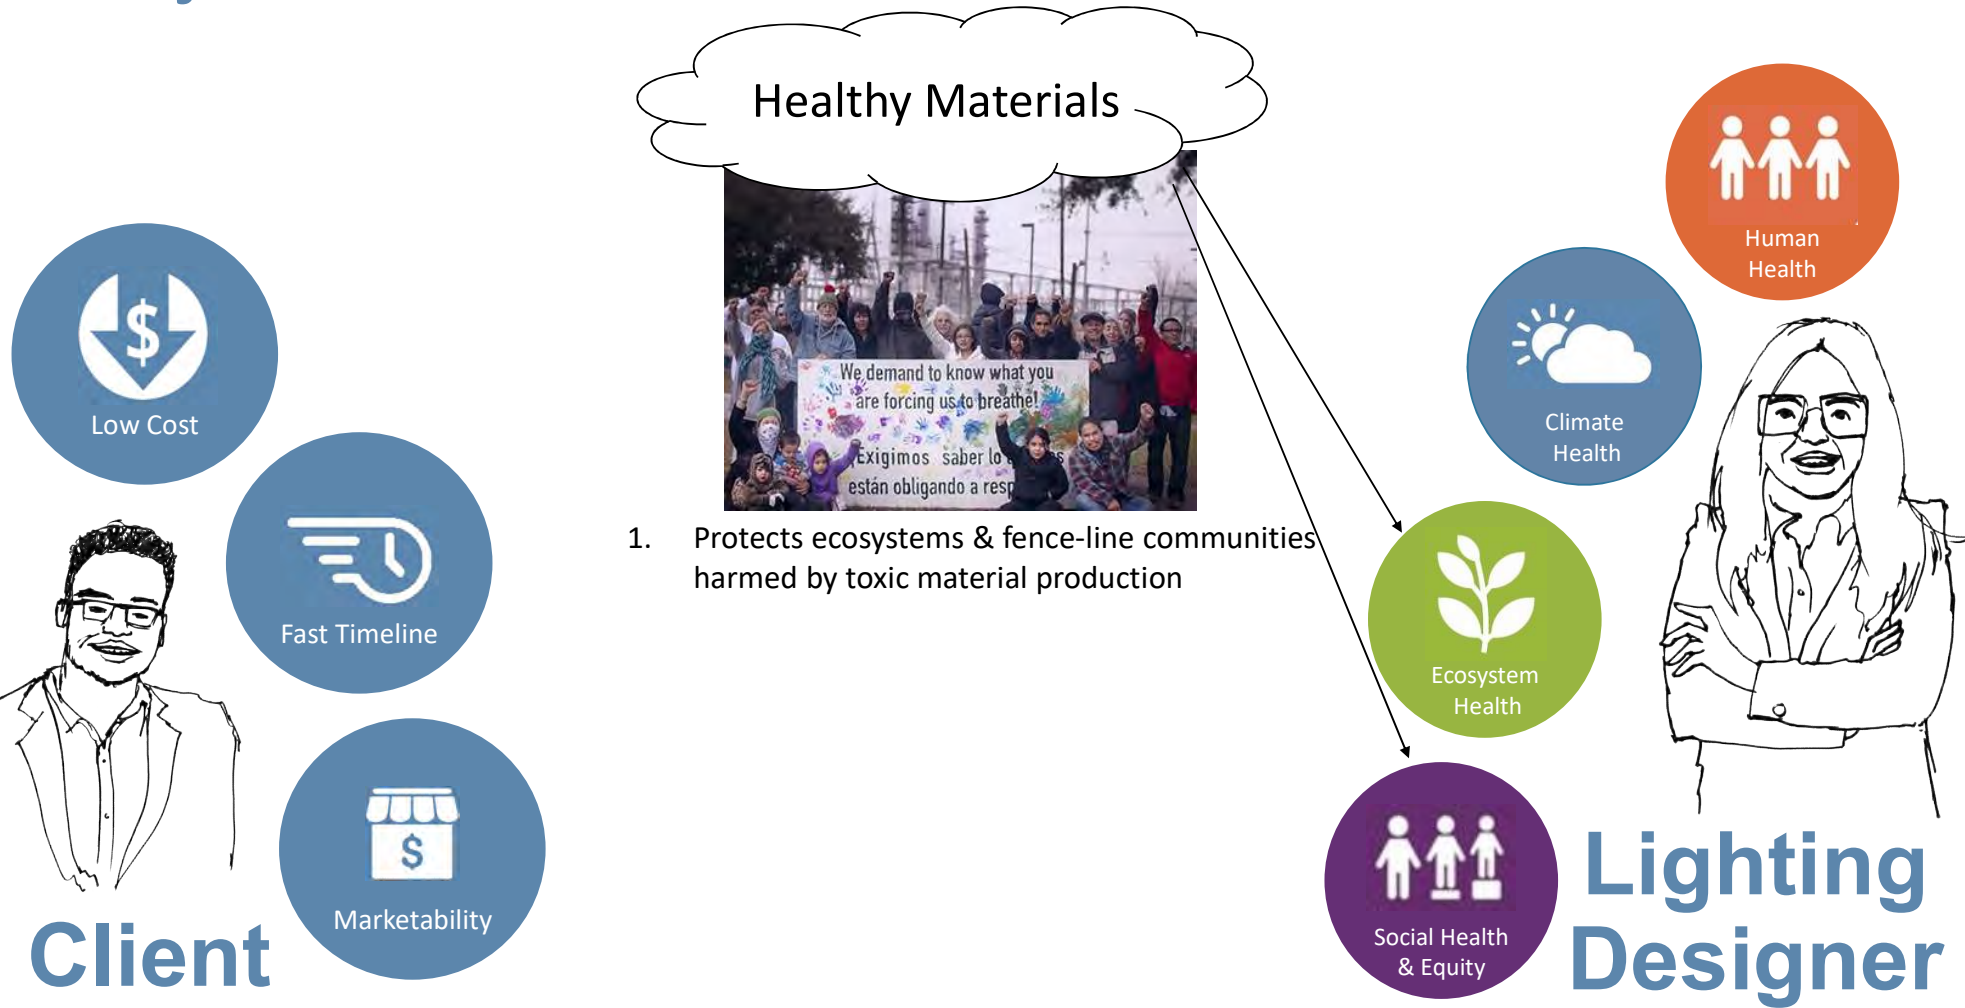 Healthy Materials
We demand to know what you
are forcing us to breathe!
¡Exigimos saber lo
están obligando a
1. Protects ecosystems & fence-line communities
harmed by toxic material production
$
Low Cost
Fast Timeline
$
Marketability
Client
Human
Health
Climate
Health
Ecosystem
Health
Social Health
& Equity
Lighting
Designer